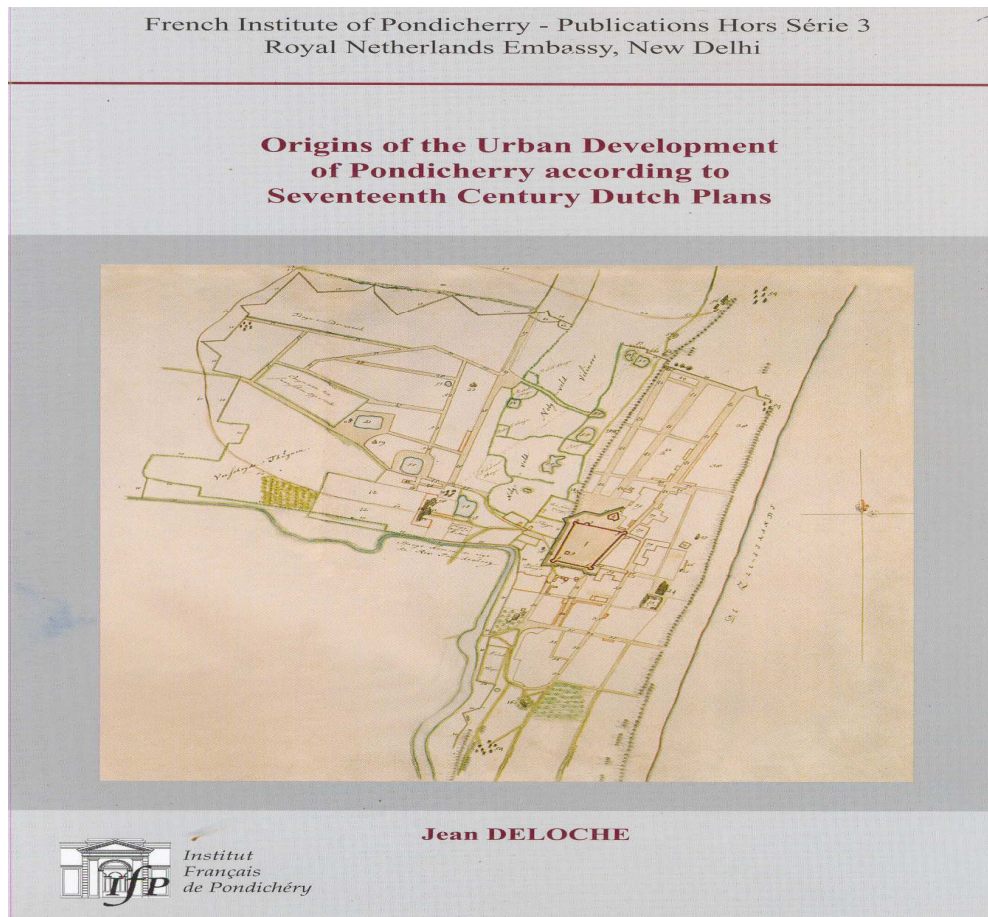 French Institute of Pondicherry - Publications Hors Série 3
Royal Netherlands Embassy, New Delhi
Origins of the Urban Development
of Pondicherry according to
Seventeenth Century Dutch Plans
Jean DELOCHE
ifP
Institut
Français
de Pondichéry